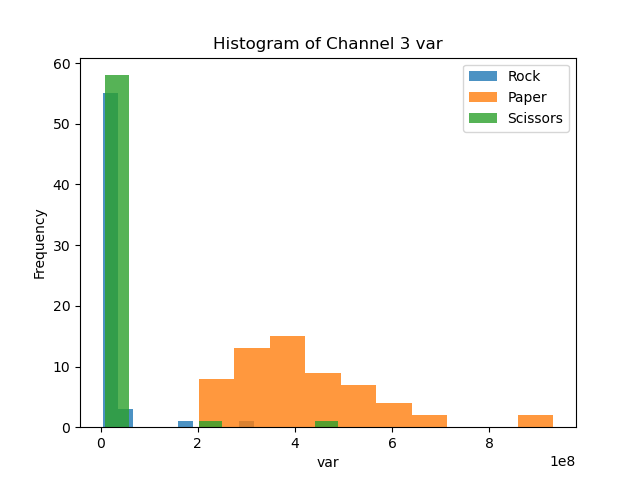 Histogram of Channel 3 var
Rock
Paper
Scissors
60
50
40
30
20
10
0
Frequency
0 2 4 6 8
1e8
var